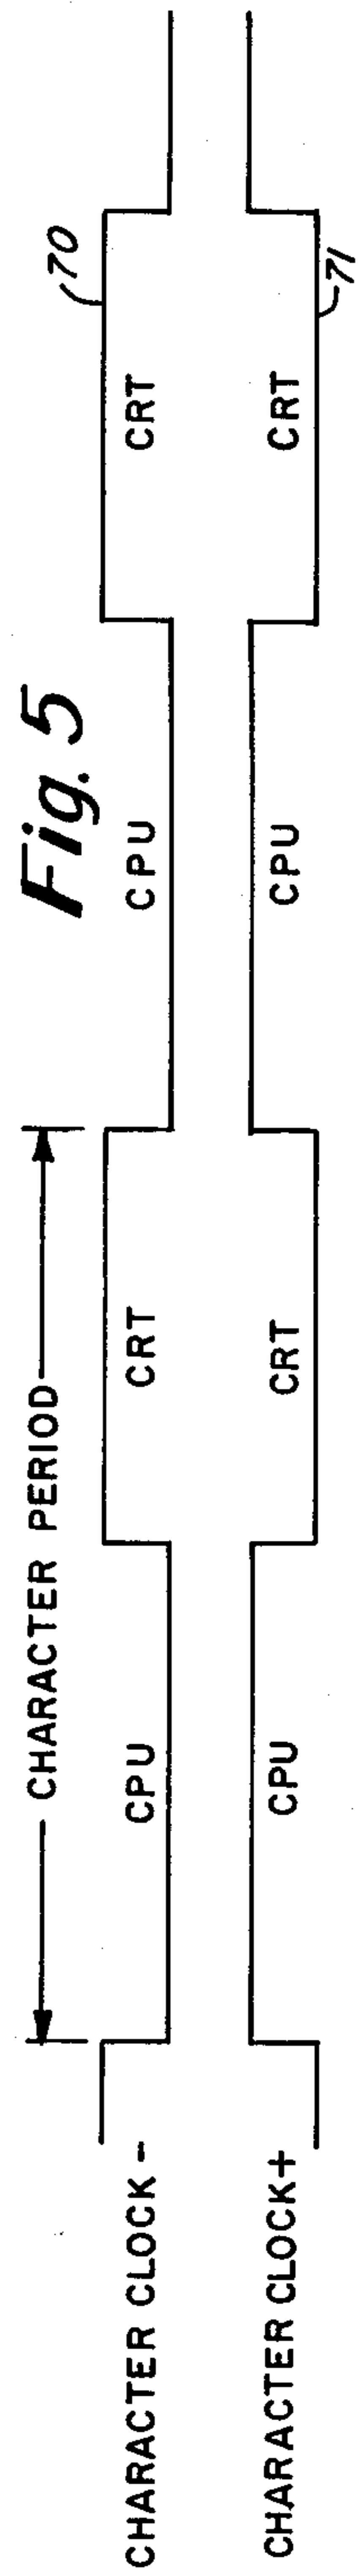 Fig. 5
CHARACTER PERIOD
CHARACTER CLOCK - CPU CRT CPU CRT 70
CHARACTER CLOCK+ CPU CRT CPU CRT 71